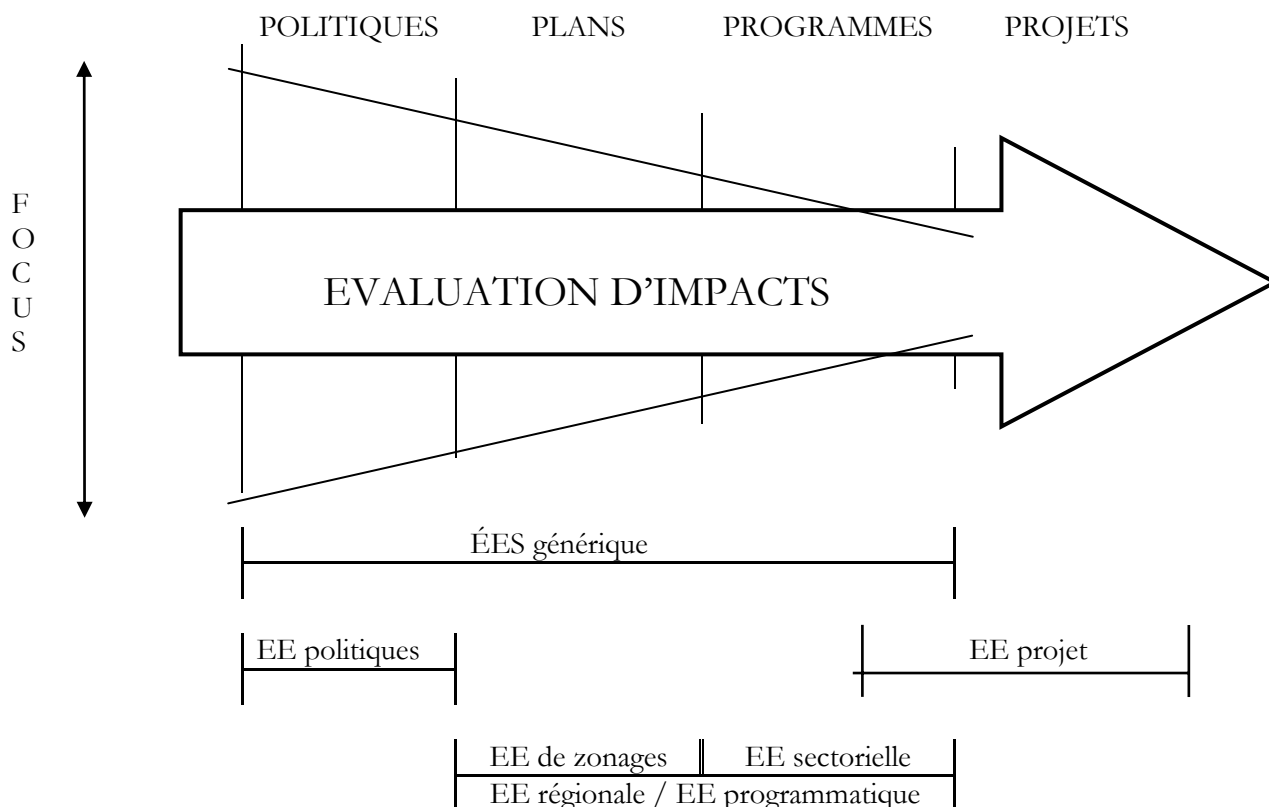 POLITIQUES PLANS PROGRAMMES PROJETS
F
O
C
U
S
EVALUATION D'IMPACTS
ÉES générique
EE politiques
EE projet
EE de zonages EE sectorielle
EE régionale / EE programmatique